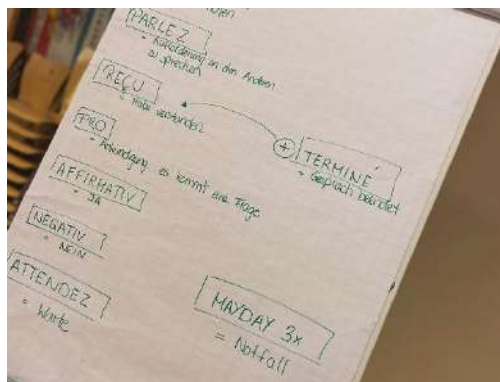 PARLEZ
= Aufforderung an den Anderen
zu sprechen
REÇU
= Habe verstanden
PRO
= Ankündigung es kommt eine Frage
+ TERMINÉ
= Gespräch beendet
AFFIRMATIV
= JA
NEGATIV
= NEIN
ATTENDEZ
= Warte
MAYDAY 3x
= Notfall